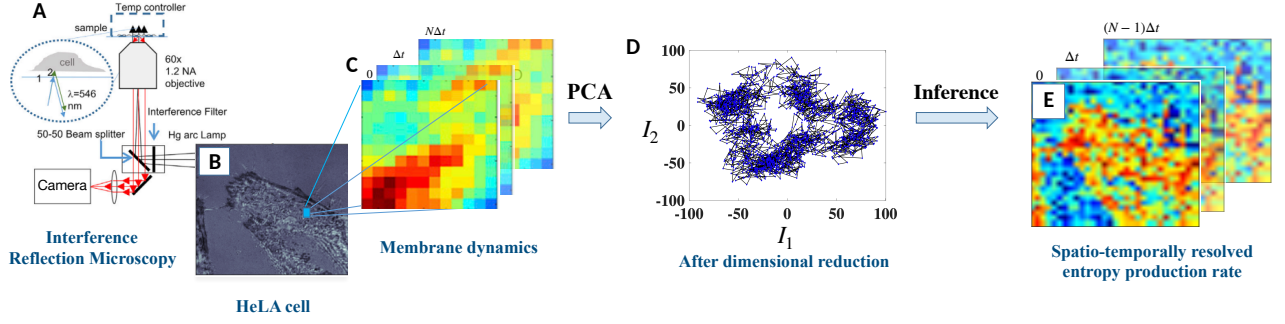 A
Temp controller
sample
cell
1 2
λ=546
nm
60x
1.2 NA
objective
Interference Filter
50-50 Beam splitter
Hg arc Lamp
Camera
Interference
Reflection Microscopy
B
HeLA cell
C
0
Δt
NΔt
Membrane dynamics
PCA
D
100
80
50
I2
0
-50
-100
-100 -50 0 50 100
I1
After dimensional reduction
Inference
E
0
Δt
(N−1)Δt
Spatio-temporally resolved
entropy production rate